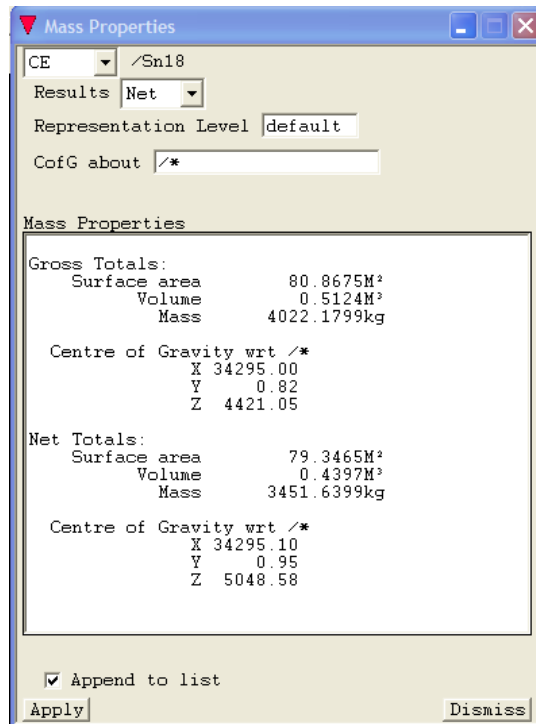 Mass Properties
CE /Sn18
Results Net
Representation Level default
CofG about /*
Mass Properties
Gross Totals:
Surface area 80.8675M²
Volume 0.5124M³
Mass 4022.1799kg
Centre of Gravity wrt /*
X 34295.00
Y 0.82
Z 4421.05
Net Totals:
Surface area 79.3465M²
Volume 0.4397M³
Mass 3451.6399kg
Centre of Gravity wrt /*
X 34295.10
Y 0.95
Z 5048.58
Append to list
Apply Dismiss